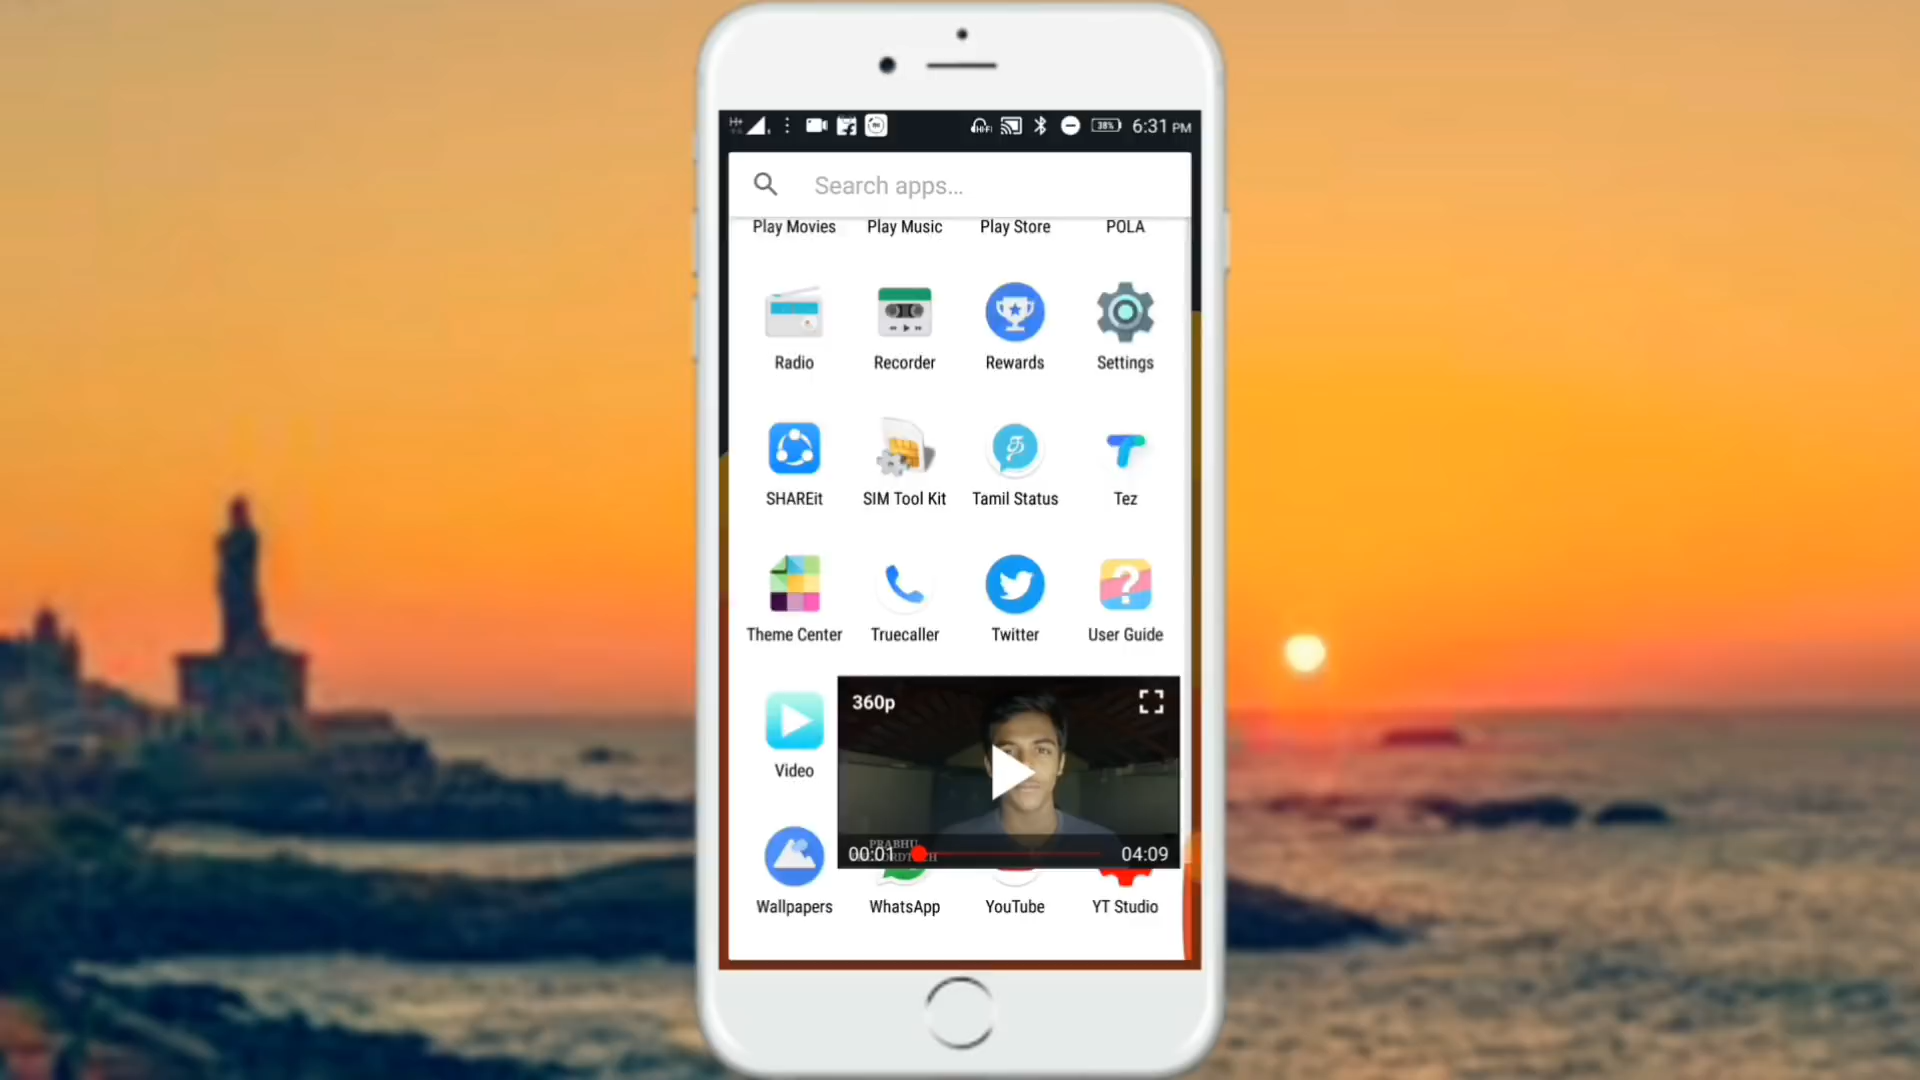 H+
38%
6:31 PM
Search apps...
Play Movies
Play Music
Play Store
POLA
Radio
Recorder
Rewards
Settings
த
SHAREit
SIM Tool Kit
Tamil Status
Tez
?
Theme Center
Truecaller
Twitter
User Guide
360p
Video
PRABHU
00:01
04:09
Wallpapers
WhatsApp
YouTube
YT Studio